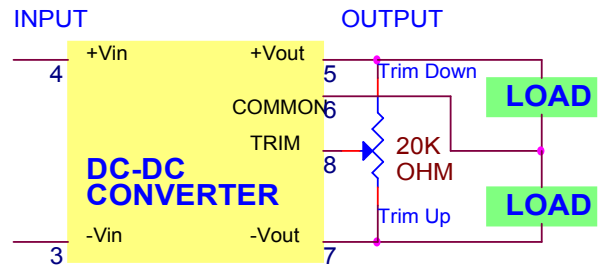 INPUT
OUTPUT
+Vin
+Vout
4
5
Trim Down
LOAD
COMMON
6
TRIM
20K
OHM
8
DC-DC
CONVERTER
LOAD
Trim Up
-Vin
-Vout
3
7